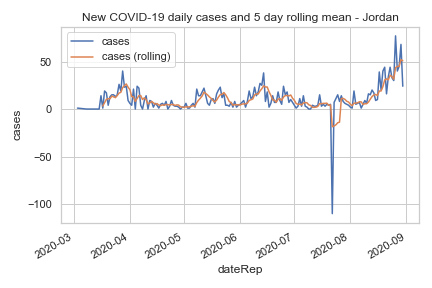 New COVID-19 daily cases and 5 day rolling mean - Jordan
cases
cases (rolling)
50
0
−50
−100
cases
2020-03
2020-04
2020-05
2020-06
2020-07
2020-08
2020-09
dateRep